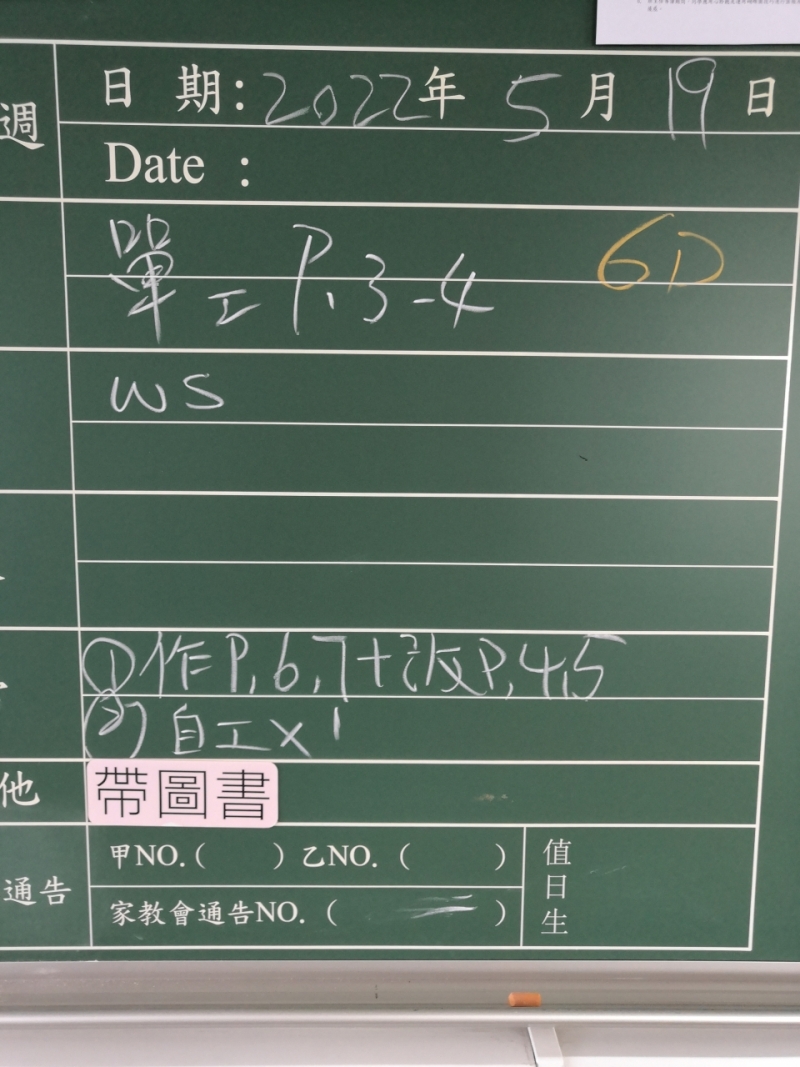 週
日 期: 2022年 5月 19日
Date :
單工 P.3-4 6D
WS
① 作P.6,7+改P.4,5
(2) 自工x1
他
帶圖書
通告
甲NO.( ) 乙NO. ( )
家教會通告NO. ( )
值日生